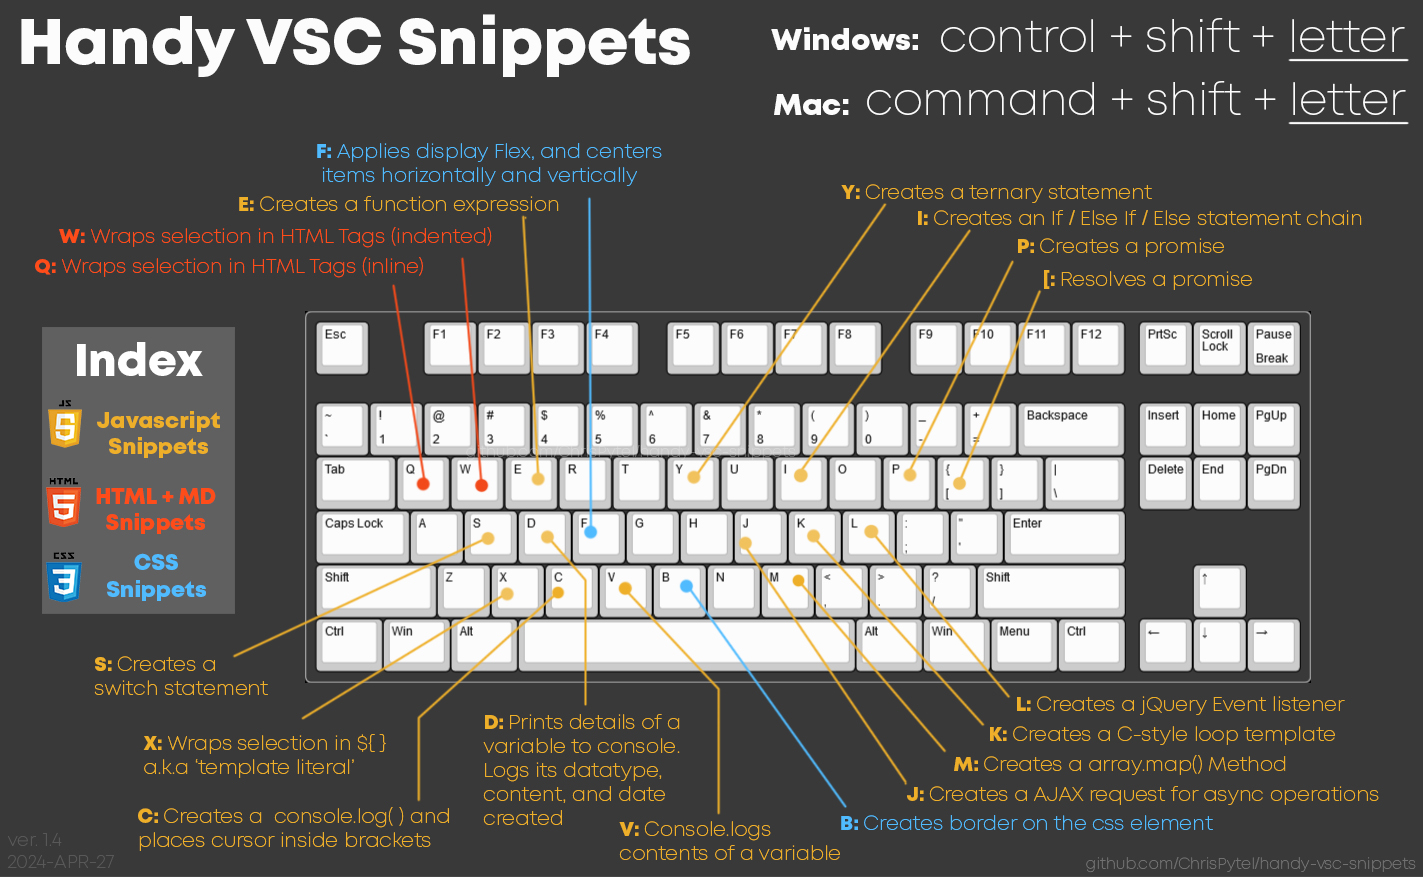 Handy VSC Snippets
Windows: control + shift + letter
Mac: command + shift + letter
F: Applies display Flex, and centers
items horizontally and vertically
E: Creates a function expression
W: Wraps selection in HTML Tags (indented)
Q: Wraps selection in HTML Tags (inline)
Y: Creates a ternary statement
I: Creates an If / Else If / Else statement chain
P: Creates a promise
[: Resolves a promise
Index
JS
5
Javascript
Snippets
HTML
5
HTML + MD
Snippets
CSS
3
CSS
Snippets
Esc F1 F2 F3 F4 F5 F6 F7 F8 F9 F10 F11 F12 PrtSc Scroll Pause
Lock
Break
~ ! @ # $ % ^ & * ( ) _ + Backspace Insert Home PgUp
` 1 2 3 4 5 6 7 8 9 0 - =
Tab Q W E R T Y U I O P { } | Delete End PgDn
[ ] \
Caps Lock A S D F G H J K L : " Enter
; '
Shift Z X C V B N M < > ? Shift ↑
, . /
Ctrl Win Alt Alt Win Menu Ctrl ← ↓ →
S: Creates a
switch statement
X: Wraps selection in ${ }
a.k.a 'template literal'
C: Creates a console.log( ) and
places cursor inside brackets
D: Prints details of a
variable to console.
Logs its datatype,
content, and date
created
V: Console.logs
contents of a variable
L: Creates a jQuery Event listener
K: Creates a C-style loop template
M: Creates a array.map() Method
J: Creates a AJAX request for async operations
B: Creates border on the css element
ver. 1.4
2024-APR-27
github.com/ChrisPytel/handy-vsc-snippets